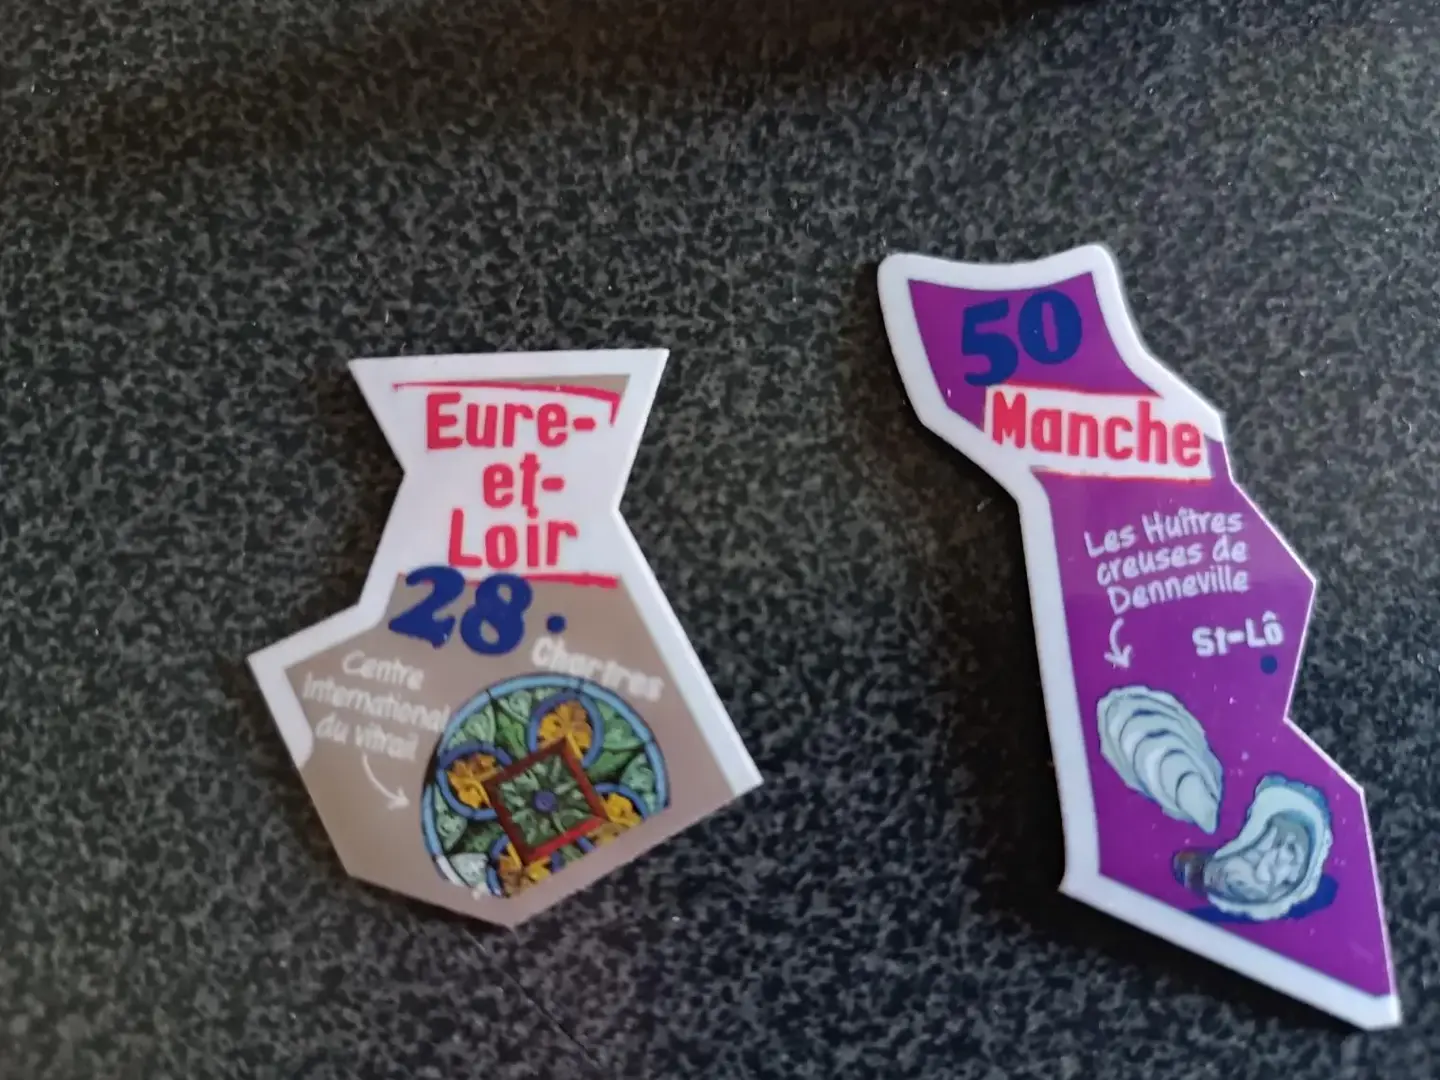 Eure-
et-
Loir
28
Chartres
Centre
International
du vitrail
50
Manche
Les Huîtres
creuses de
Denneville
St-Lô